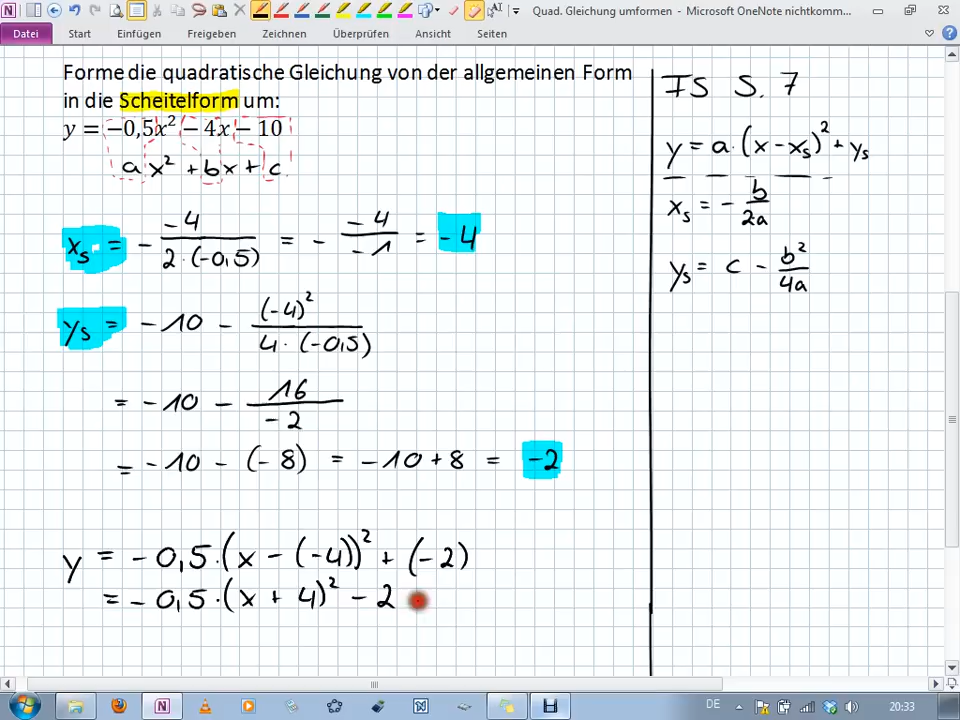 Quad. Gleichung umformen - Microsoft OneNote nichtkomm...
Datei Start Einfügen Freigeben Zeichnen Überprüfen Ansicht Seiten
Forme die quadratische Gleichung von der allgemeinen Form
in die Scheitelform um:
y = −0,5x² − 4x − 10
a x² + bx + c
xₛ = − −4 / 2·(−0,5) = − −4 / −1 = −4
yₛ = −10 − (−4)² / 4·(−0,5)
= −10 − 16 / −2
= −10 − (−8) = −10 + 8 = −2
y = −0,5·(x − (−4))² + (−2)
= −0,5·(x + 4)² − 2
IS S. 7
y = a·(x − xₛ)² + yₛ
xₛ = − b / 2a
yₛ = c − b² / 4a
DE 20:33